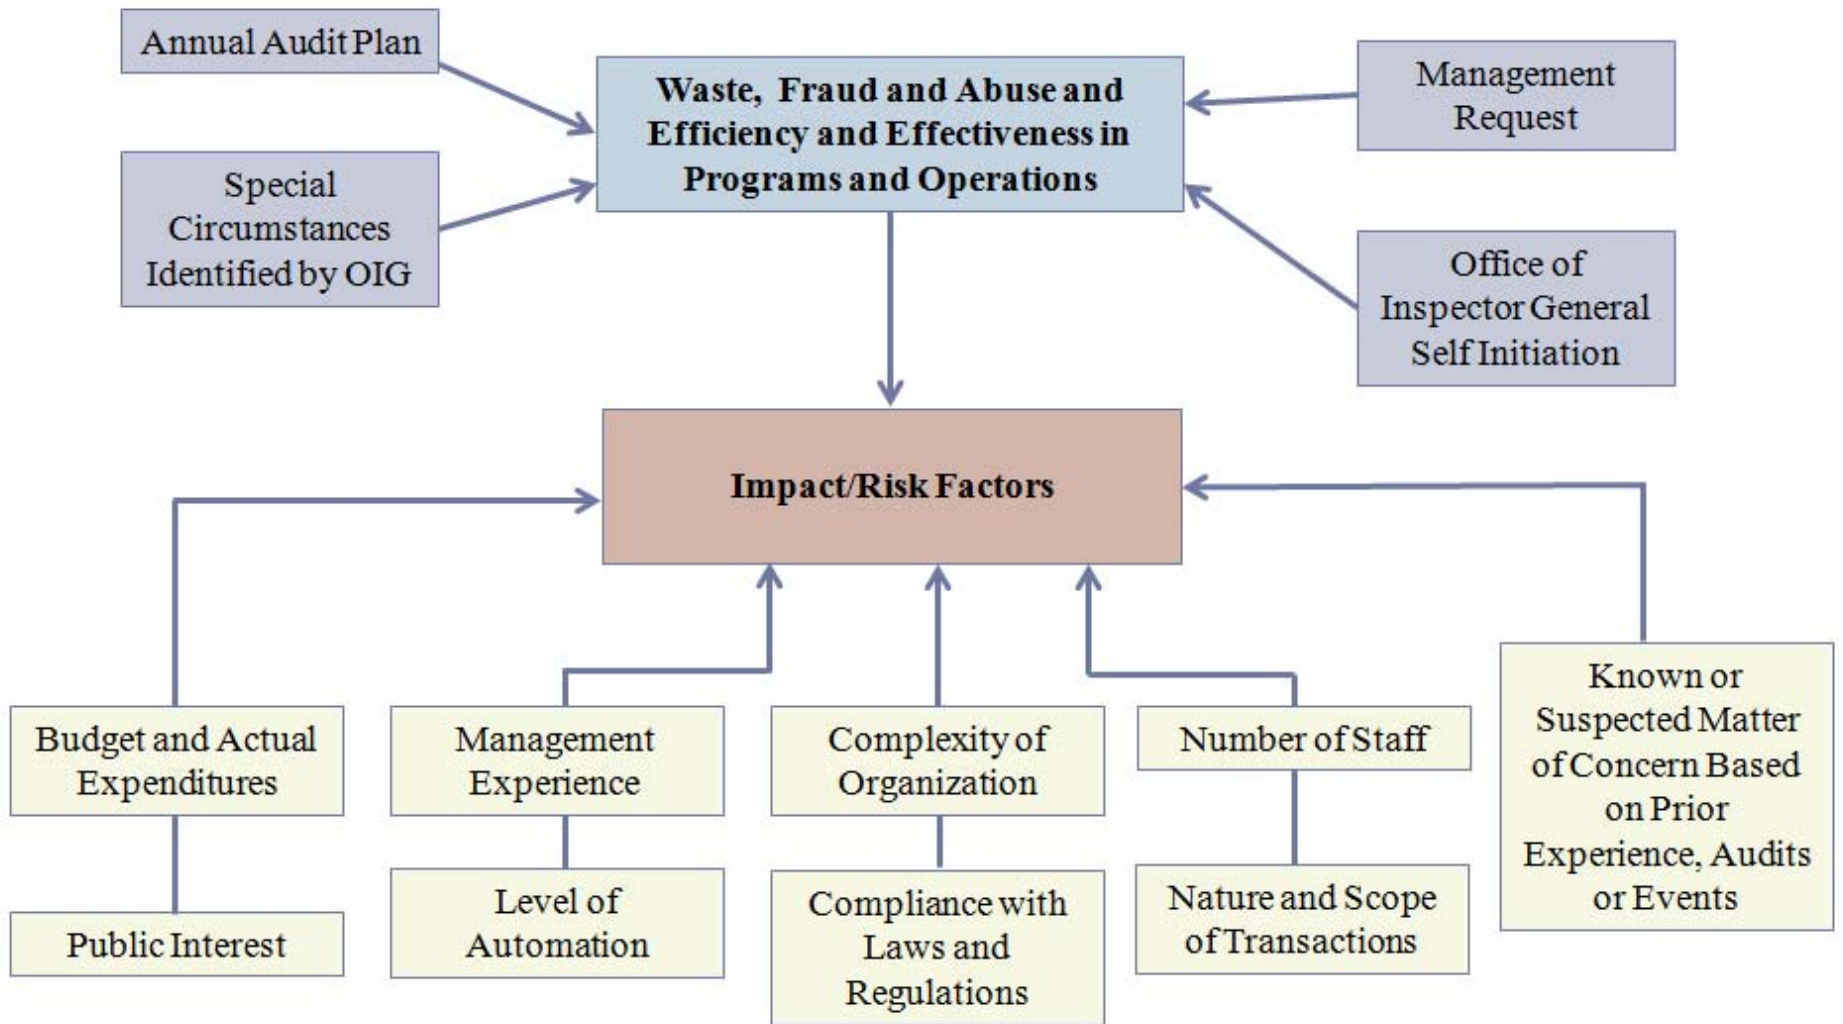 Annual Audit Plan
Waste, Fraud and Abuse and
Efficiency and Effectiveness in
Programs and Operations
Management
Request
Special
Circumstances
Identified by OIG
Office of
Inspector General
Self Initiation
Impact/Risk Factors
Budget and Actual
Expenditures
Management
Experience
Complexity of
Organization
Number of Staff
Known or
Suspected Matter
of Concern Based
on Prior
Experience, Audits
or Events
Public Interest
Level of
Automation
Compliance with
Laws and
Regulations
Nature and Scope
of Transactions